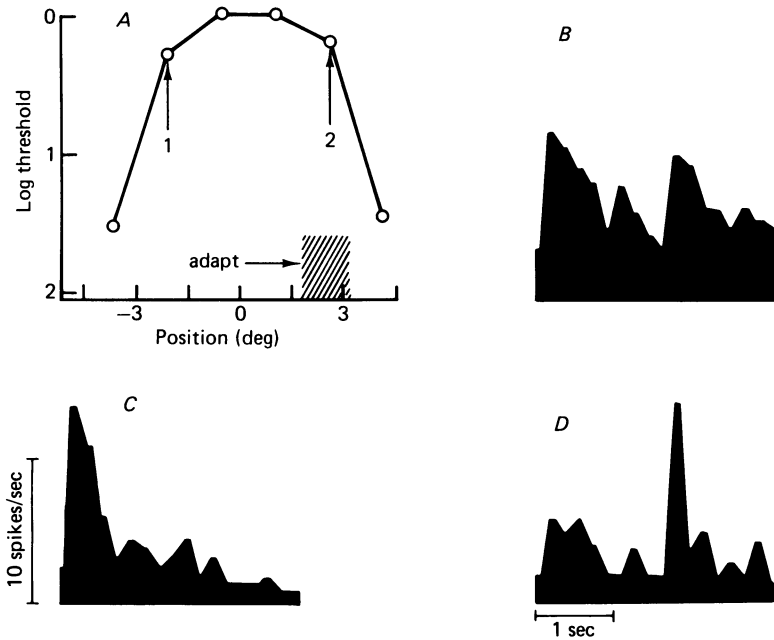 A
0
1
2
Log threshold
1
2
adapt
−3
0
3
Position (deg)
B
C
10 spikes/sec
D
1 sec